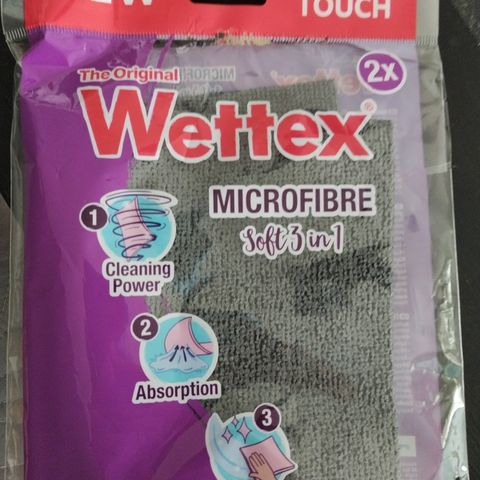 TOUCH
2x
The Original
Wettex®
MICROFIBRE
Soft 3 in 1
1
Cleaning
Power
2
Absorption
3